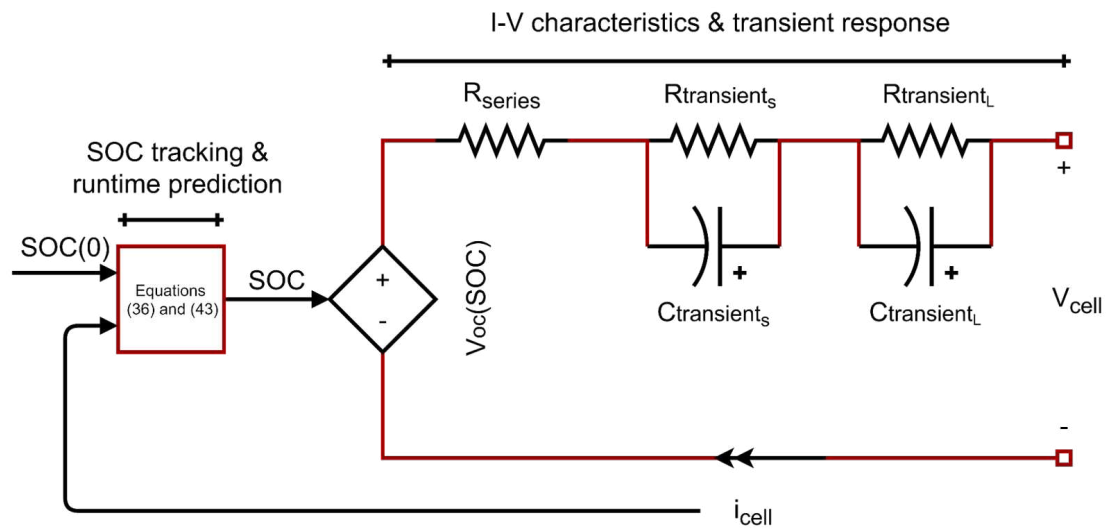 I-V characteristics & transient response
Rseries
Rtransients
RtransientL
SOC tracking &
runtime prediction
+
SOC(0)
Equations
(36) and (43)
SOC
+
-
Voc(SOC)
+
+
Ctransients
CtransientL
Vcell
-
icell